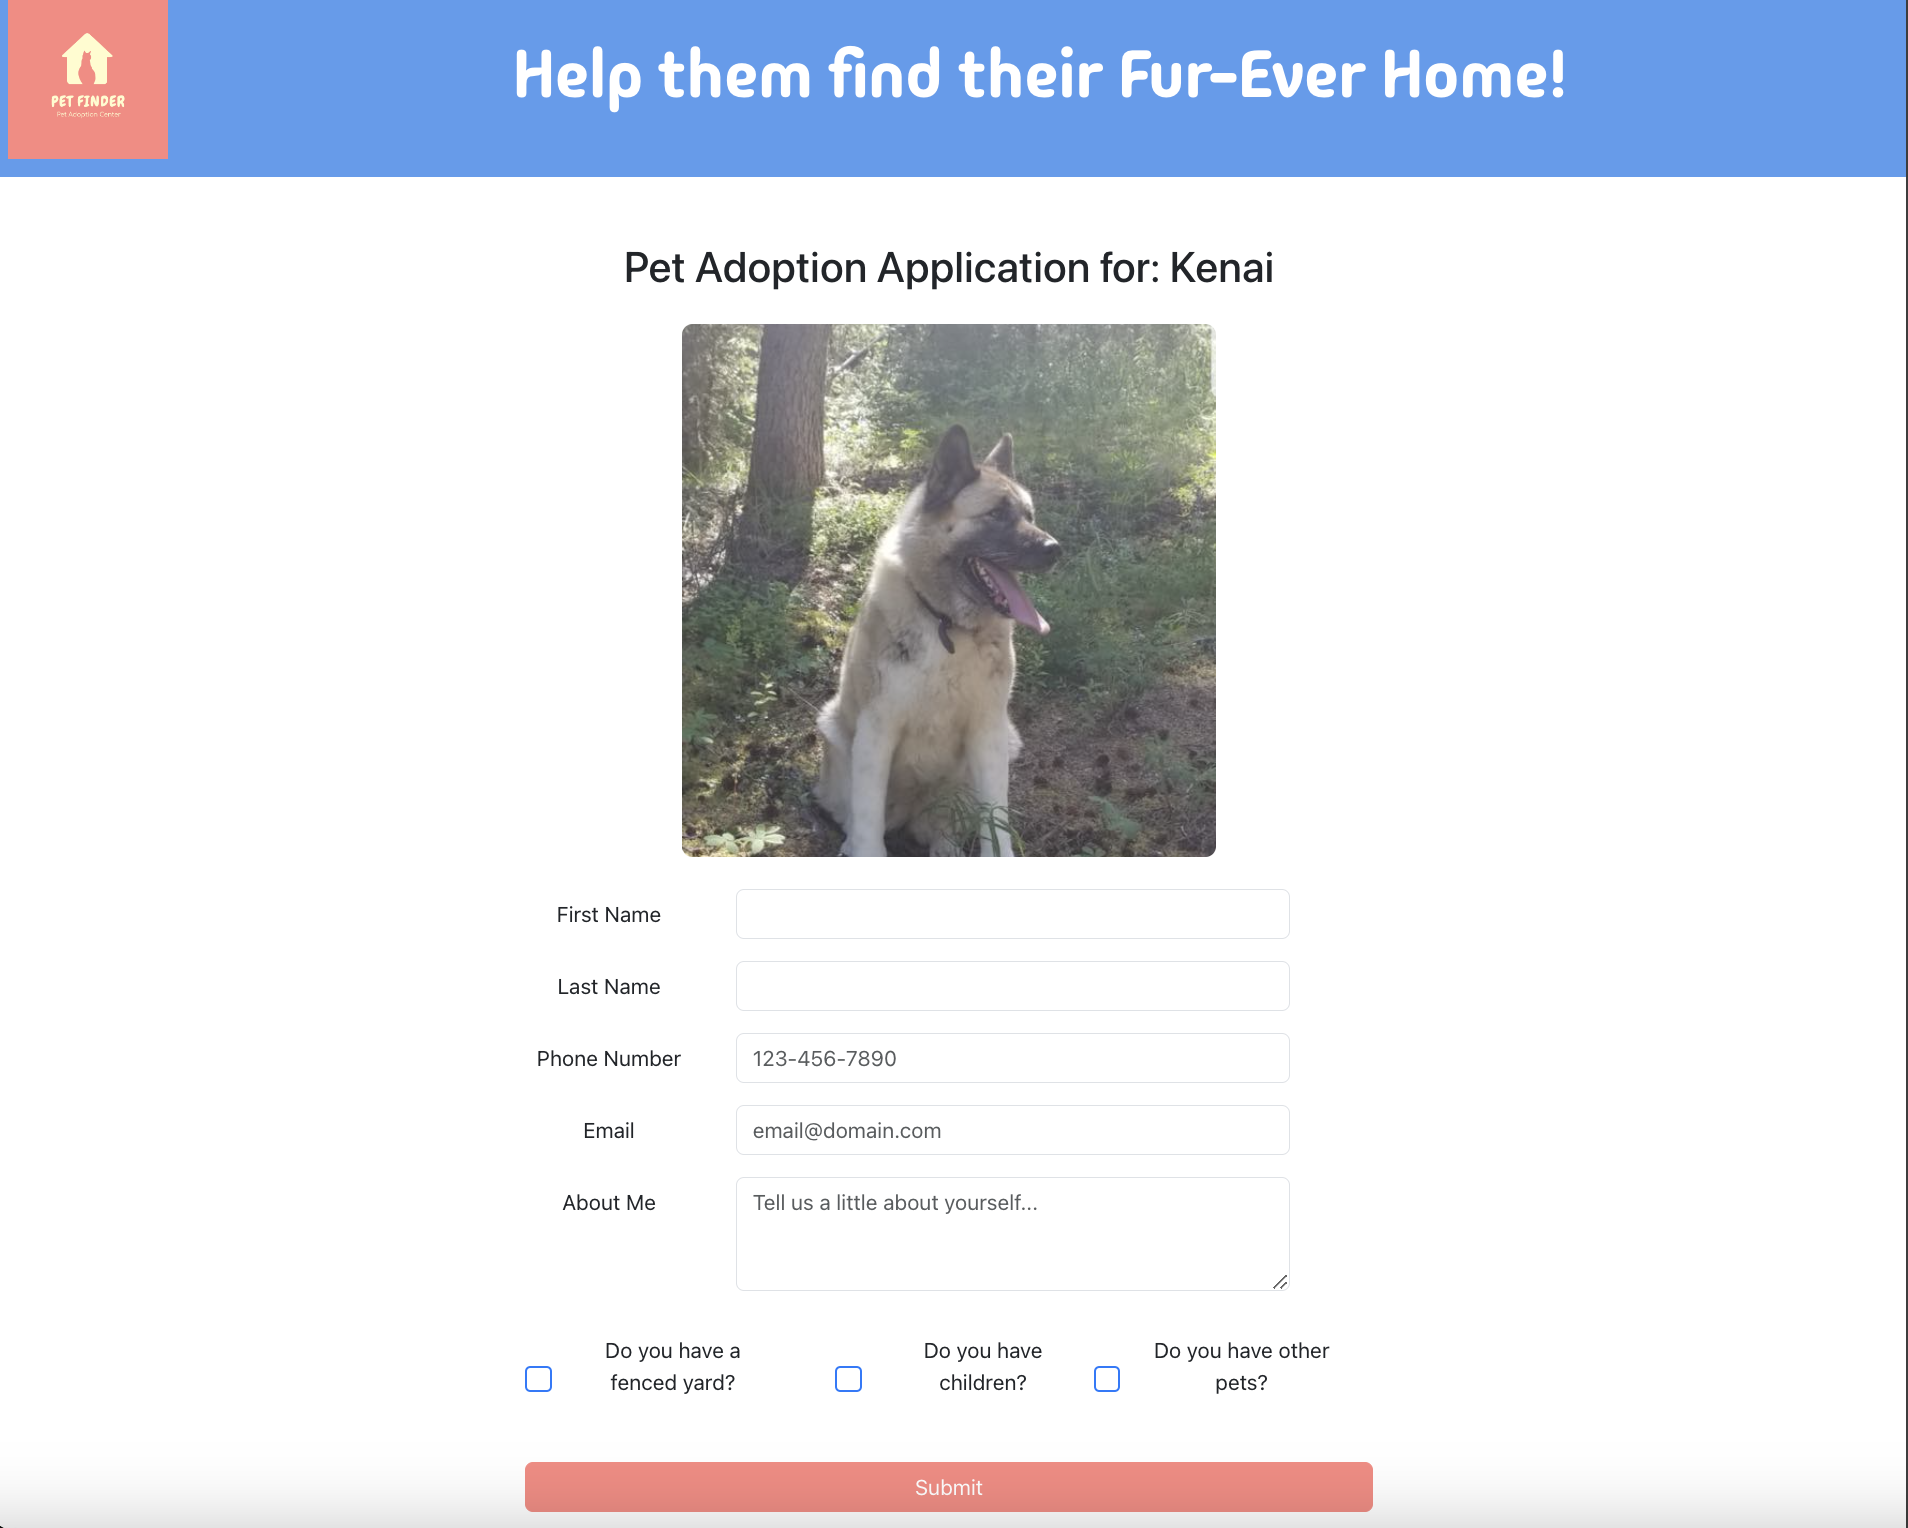 PET FINDER
Pet Adoption Center
Help them find their Fur-Ever Home!
Pet Adoption Application for: Kenai
First Name
Last Name
Phone Number
123-456-7890
Email
email@domain.com
About Me
Tell us a little about yourself...
Do you have a
fenced yard?
Do you have
children?
Do you have other
pets?
Submit